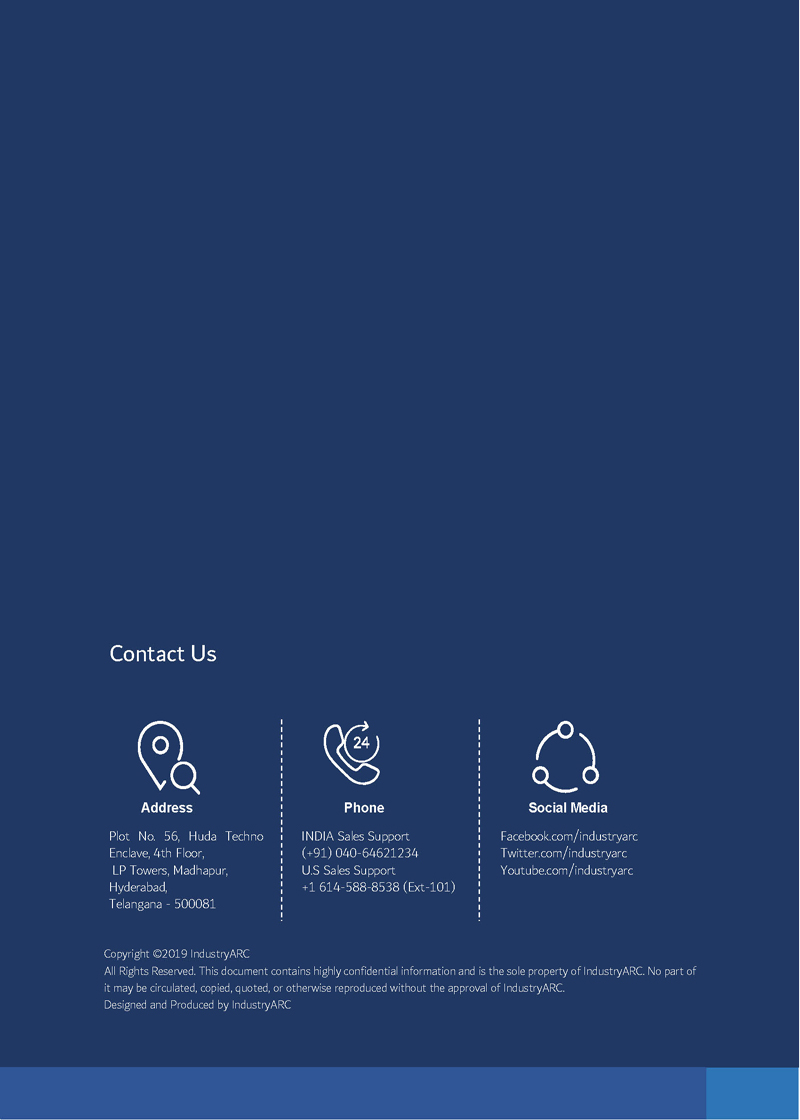 Contact Us
24
Address
Plot No. 56, Huda Techno
Enclave, 4th Floor,
LP Towers, Madhapur,
Hyderabad,
Telangana - 500081
Phone
INDIA Sales Support
(+91) 040-64621234
U.S Sales Support
+1 614-588-8538 (Ext-101)
Social Media
Facebook.com/industryarc
Twitter.com/industryarc
Youtube.com/industryarc
Copyright ©2019 IndustryARC
All Rights Reserved. This document contains highly confidential information and is the sole property of IndustryARC. No part of
it may be circulated, copied, quoted, or otherwise reproduced without the approval of IndustryARC.
Designed and Produced by IndustryARC